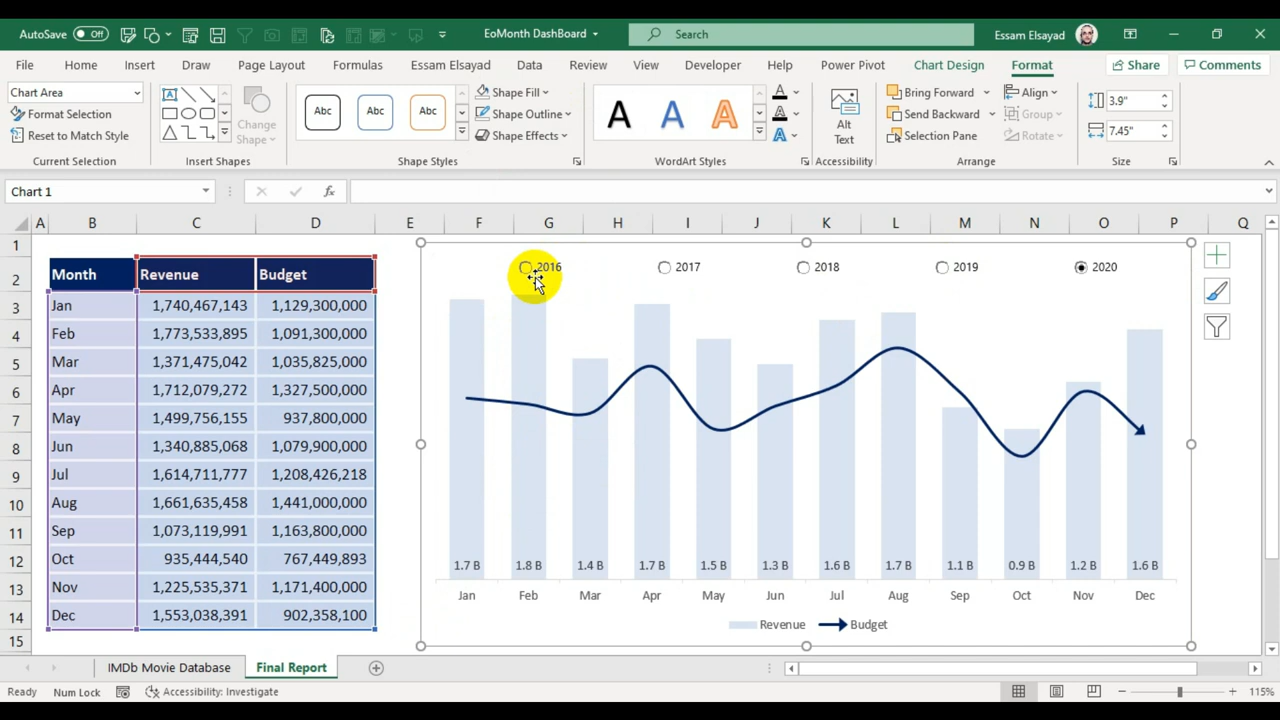 AutoSave Off EoMonth DashBoard Search Essam Elsayad
File Home Insert Draw Page Layout Formulas Data Essam Elsayad Review View Developer Help Power Pivot Chart Design Format Share Comments
Chart Area
Format Selection
Reset to Match Style
Current Selection
Change
Shape
Insert Shapes
Abc Abc Abc
Shape Fill
Shape Outline
Shape Effects
Shape Styles
A A A
A
A
A
WordArt Styles
Alt
Text
Accessibility
Bring Forward
Send Backward
Selection Pane
Align
Group
Rotate
Arrange
3.9"
7.45"
Size
Chart 1 fx
A B C D E F G H I J K L M N O P Q
1
2 Month Revenue Budget
3 Jan 1,740,467,143 1,129,300,000
4 Feb 1,773,533,895 1,091,300,000
5 Mar 1,371,475,042 1,035,825,000
6 Apr 1,712,079,272 1,327,500,000
7 May 1,499,756,155 937,800,000
8 Jun 1,340,885,068 1,079,900,000
9 Jul 1,614,711,777 1,208,426,218
10 Aug 1,661,635,458 1,441,000,000
11 Sep 1,073,119,991 1,163,800,000
12 Oct 935,444,540 767,449,893
13 Nov 1,225,535,371 1,171,400,000
14 Dec 1,553,038,391 902,358,100
15
2016 2017 2018 2019 2020
1.7 B 1.8 B 1.4 B 1.7 B 1.5 B 1.3 B 1.6 B 1.7 B 1.1 B 0.9 B 1.2 B 1.6 B
Jan Feb Mar Apr May Jun Jul Aug Sep Oct Nov Dec
Revenue Budget
IMDb Movie Database Final Report
Ready Num Lock Accessibility: Investigate 115%